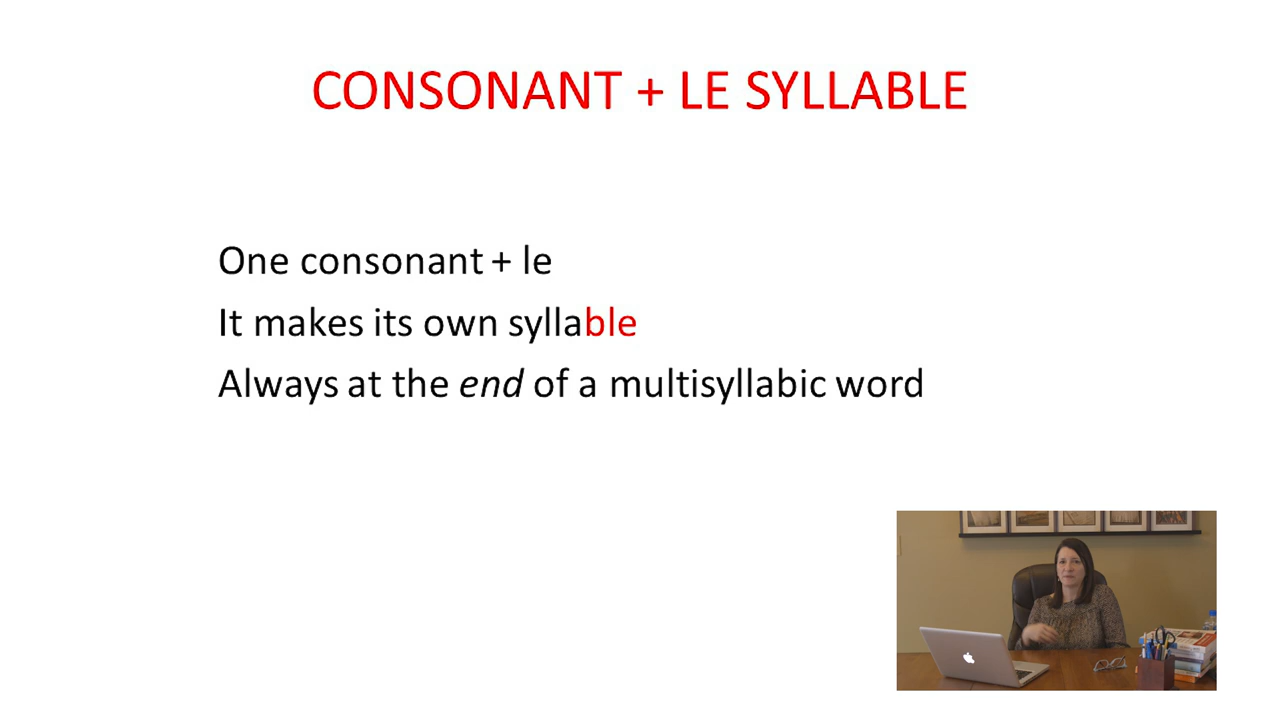 CONSONANT + LE SYLLABLE
One consonant + le
It makes its own syllable
Always at the end of a multisyllabic word